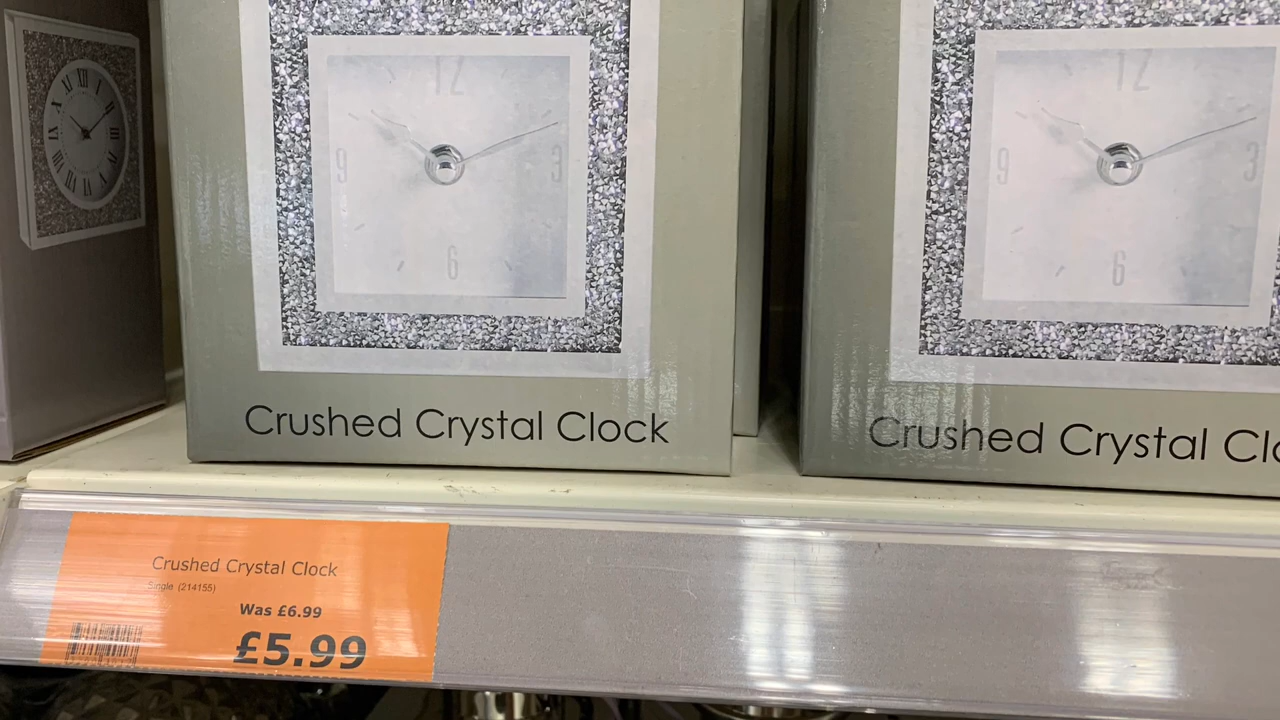 12
9
3
6
Crushed Crystal Clock
12
9
3
6
Crushed Crystal Clo
Crushed Crystal Clock
Single (214155)
Was £6.99
£5.99